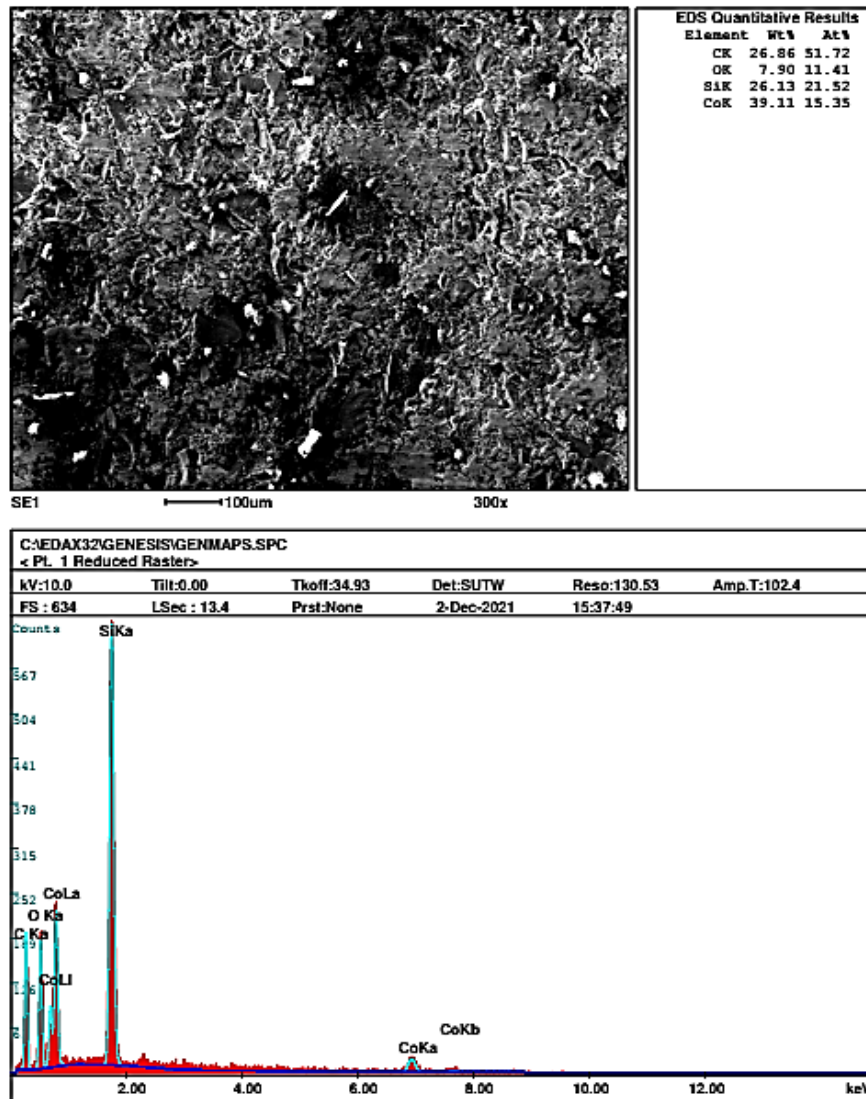 EDS Quantitative Results
Element Wt% At%
CK 26.86 51.72
OK 7.90 11.41
SiK 26.13 21.52
CoK 39.11 15.35
SE1 100um 300x
C:\EDAX32\GENESIS\GENMAPS.SPC
< Pt. 1 Reduced Raster>
kV:10.0 Tilt:0.00 Tkoff:34.93 Det:SUTW Reso:130.53 Amp.T:102.4
FS : 634 LSec : 13.4 Prst:None 2-Dec-2021 15:37:49
Counts
SiKa
567
504
441
378
315
252
CoLa
O Ka
C Ka
CoLl
CoKb
CoKa
2.00 4.00 6.00 8.00 10.00 12.00 keV